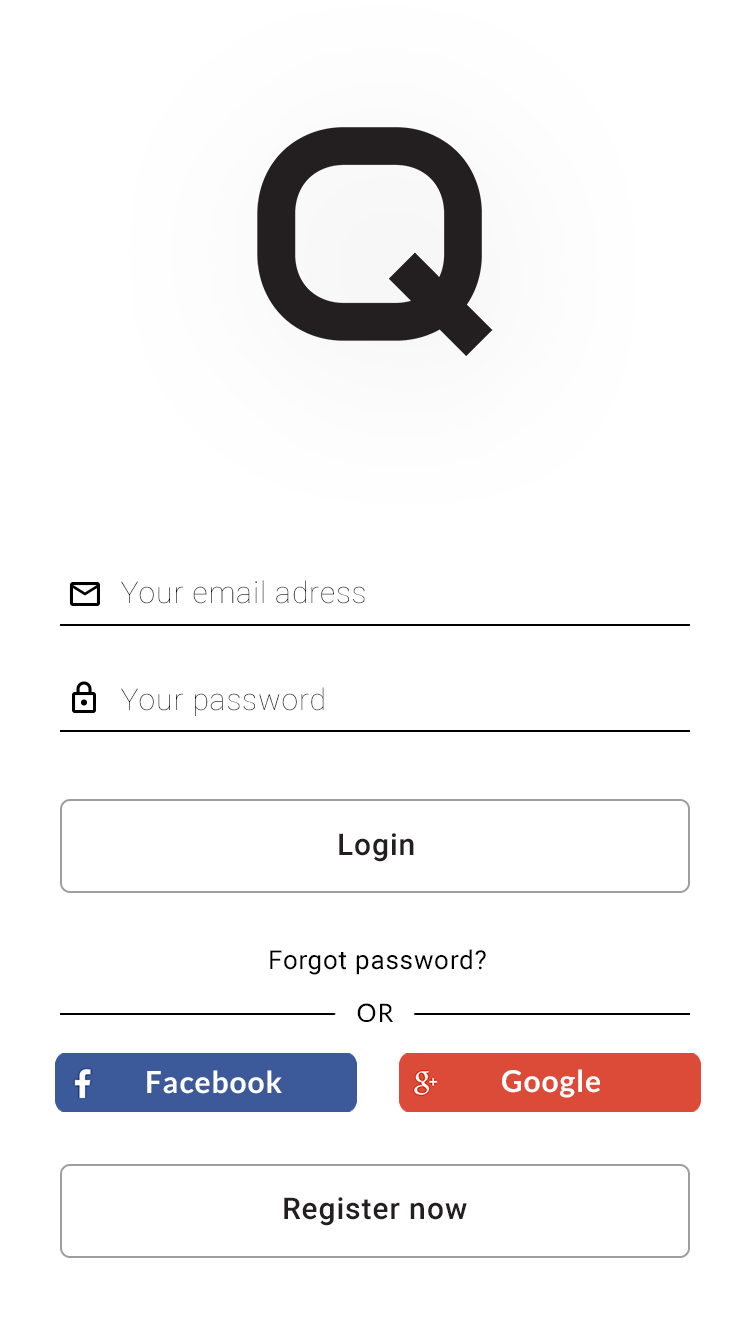 Q
Your email adress
Your password
Login
Forgot password?
OR
f Facebook
g+ Google
Register now